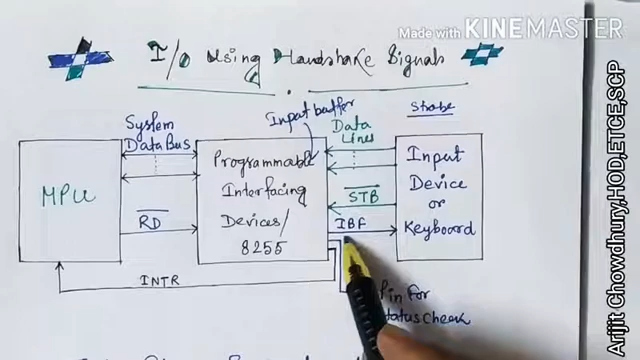 Made with KINEMASTER
I/O Using Handshake Signals
Input buffer
Strobe
System
Data Bus
Data
Lines
MPU
Programmable
Interfacing
Devices/
8255
Input
Device
or
Keyboard
STB
RD
IBF
INTR
pin for
status check
Arijit Chowdhury,HOD,ETCE,SCP